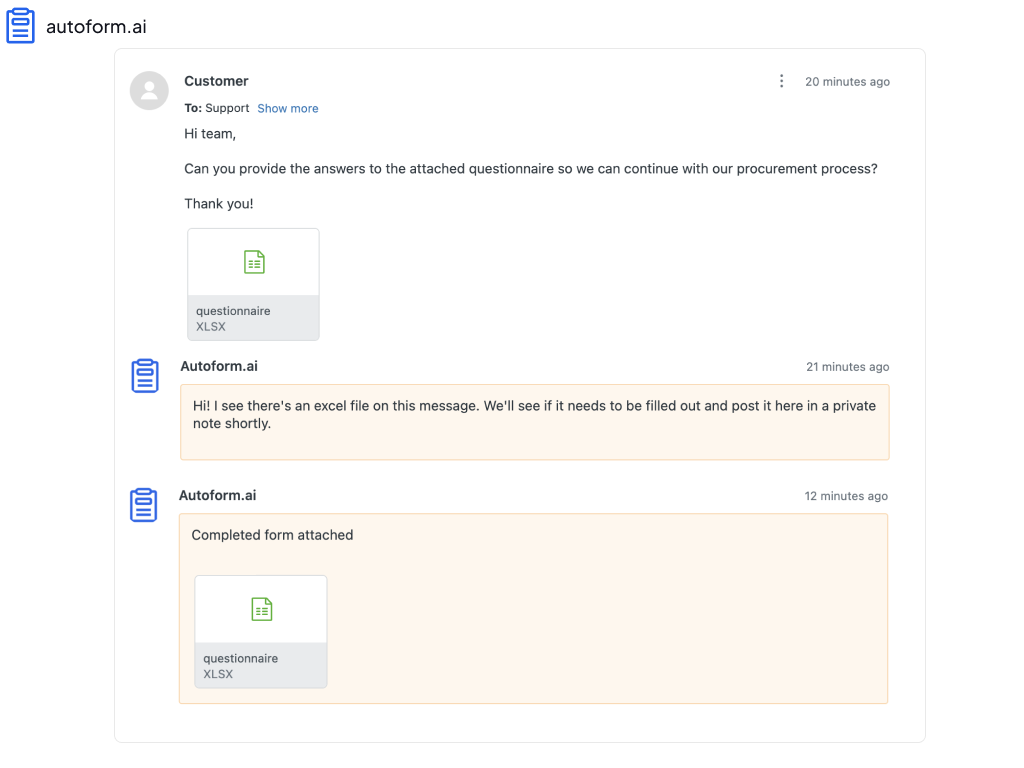 autoform.ai
Customer
20 minutes ago
To: Support Show more
Hi team,
Can you provide the answers to the attached questionnaire so we can continue with our procurement process?
Thank you!
questionnaire
XLSX
Autoform.ai
21 minutes ago
Hi! I see there's an excel file on this message. We'll see if it needs to be filled out and post it here in a private
note shortly.
Autoform.ai
12 minutes ago
Completed form attached
questionnaire
XLSX